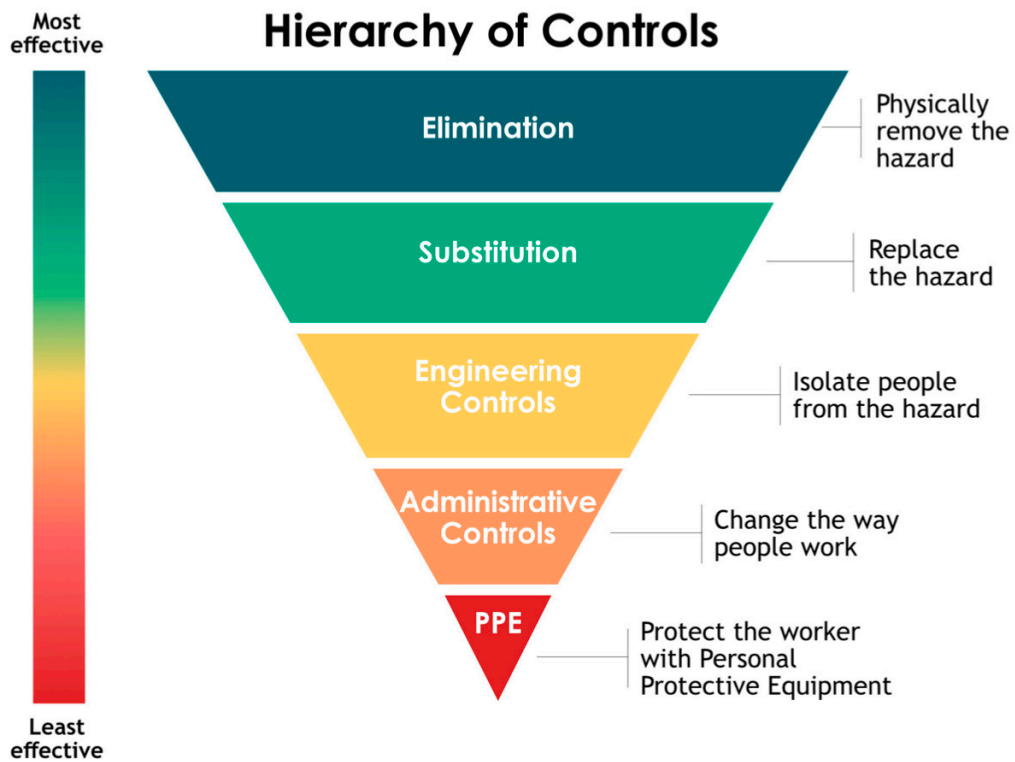 Most
effective
Hierarchy of Controls
Elimination
Physically
remove the
hazard
Substitution
Replace
the hazard
Engineering
Controls
Isolate people
from the hazard
Administrative
Controls
Change the way
people work
PPE
Protect the worker
with Personal
Protective Equipment
Least
effective